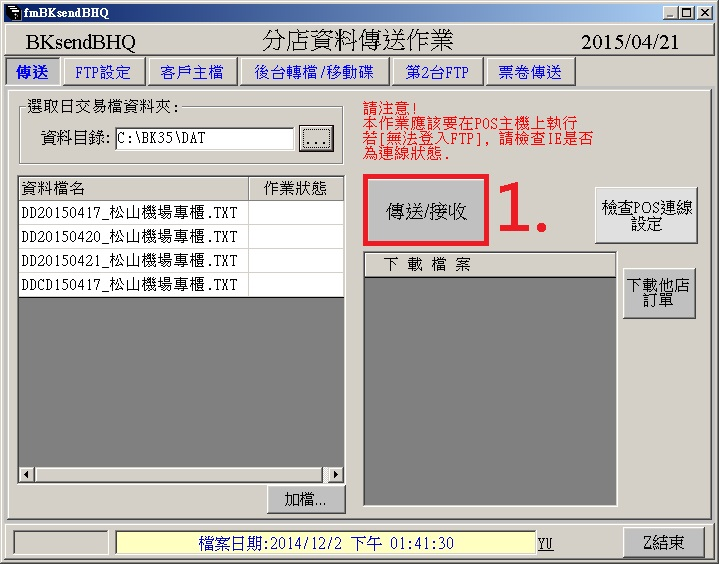 fmBKsendBHQ
BKsendBHQ
分店資料傳送作業
2015/04/21
傳送
FTP設定
客戶主檔
後台轉檔/移動碟
第2台FTP
票卷傳送
選取日交易檔資料夾:
資料目錄:
C:\BK35\DAT
...
請注意!
本作業應該要在POS主機上執行
若[無法登入FTP], 請檢查IE是否
為連線狀態.
資料檔名
作業狀態
DD20150417_松山機場專櫃.TXT
DD20150420_松山機場專櫃.TXT
DD20150421_松山機場專櫃.TXT
DDCD150417_松山機場專櫃.TXT
傳送/接收
1.
檢查POS連線
設定
下 載 檔 案
下載他店
訂單
加檔...
檔案日期:2014/12/2 下午 01:41:30
YU
Z結束